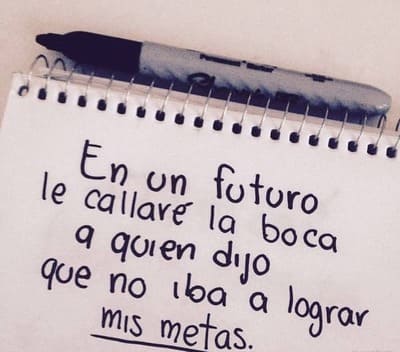 En un futuro
le callaré la boca
a quien dijo
que no iba a lograr
mis metas.